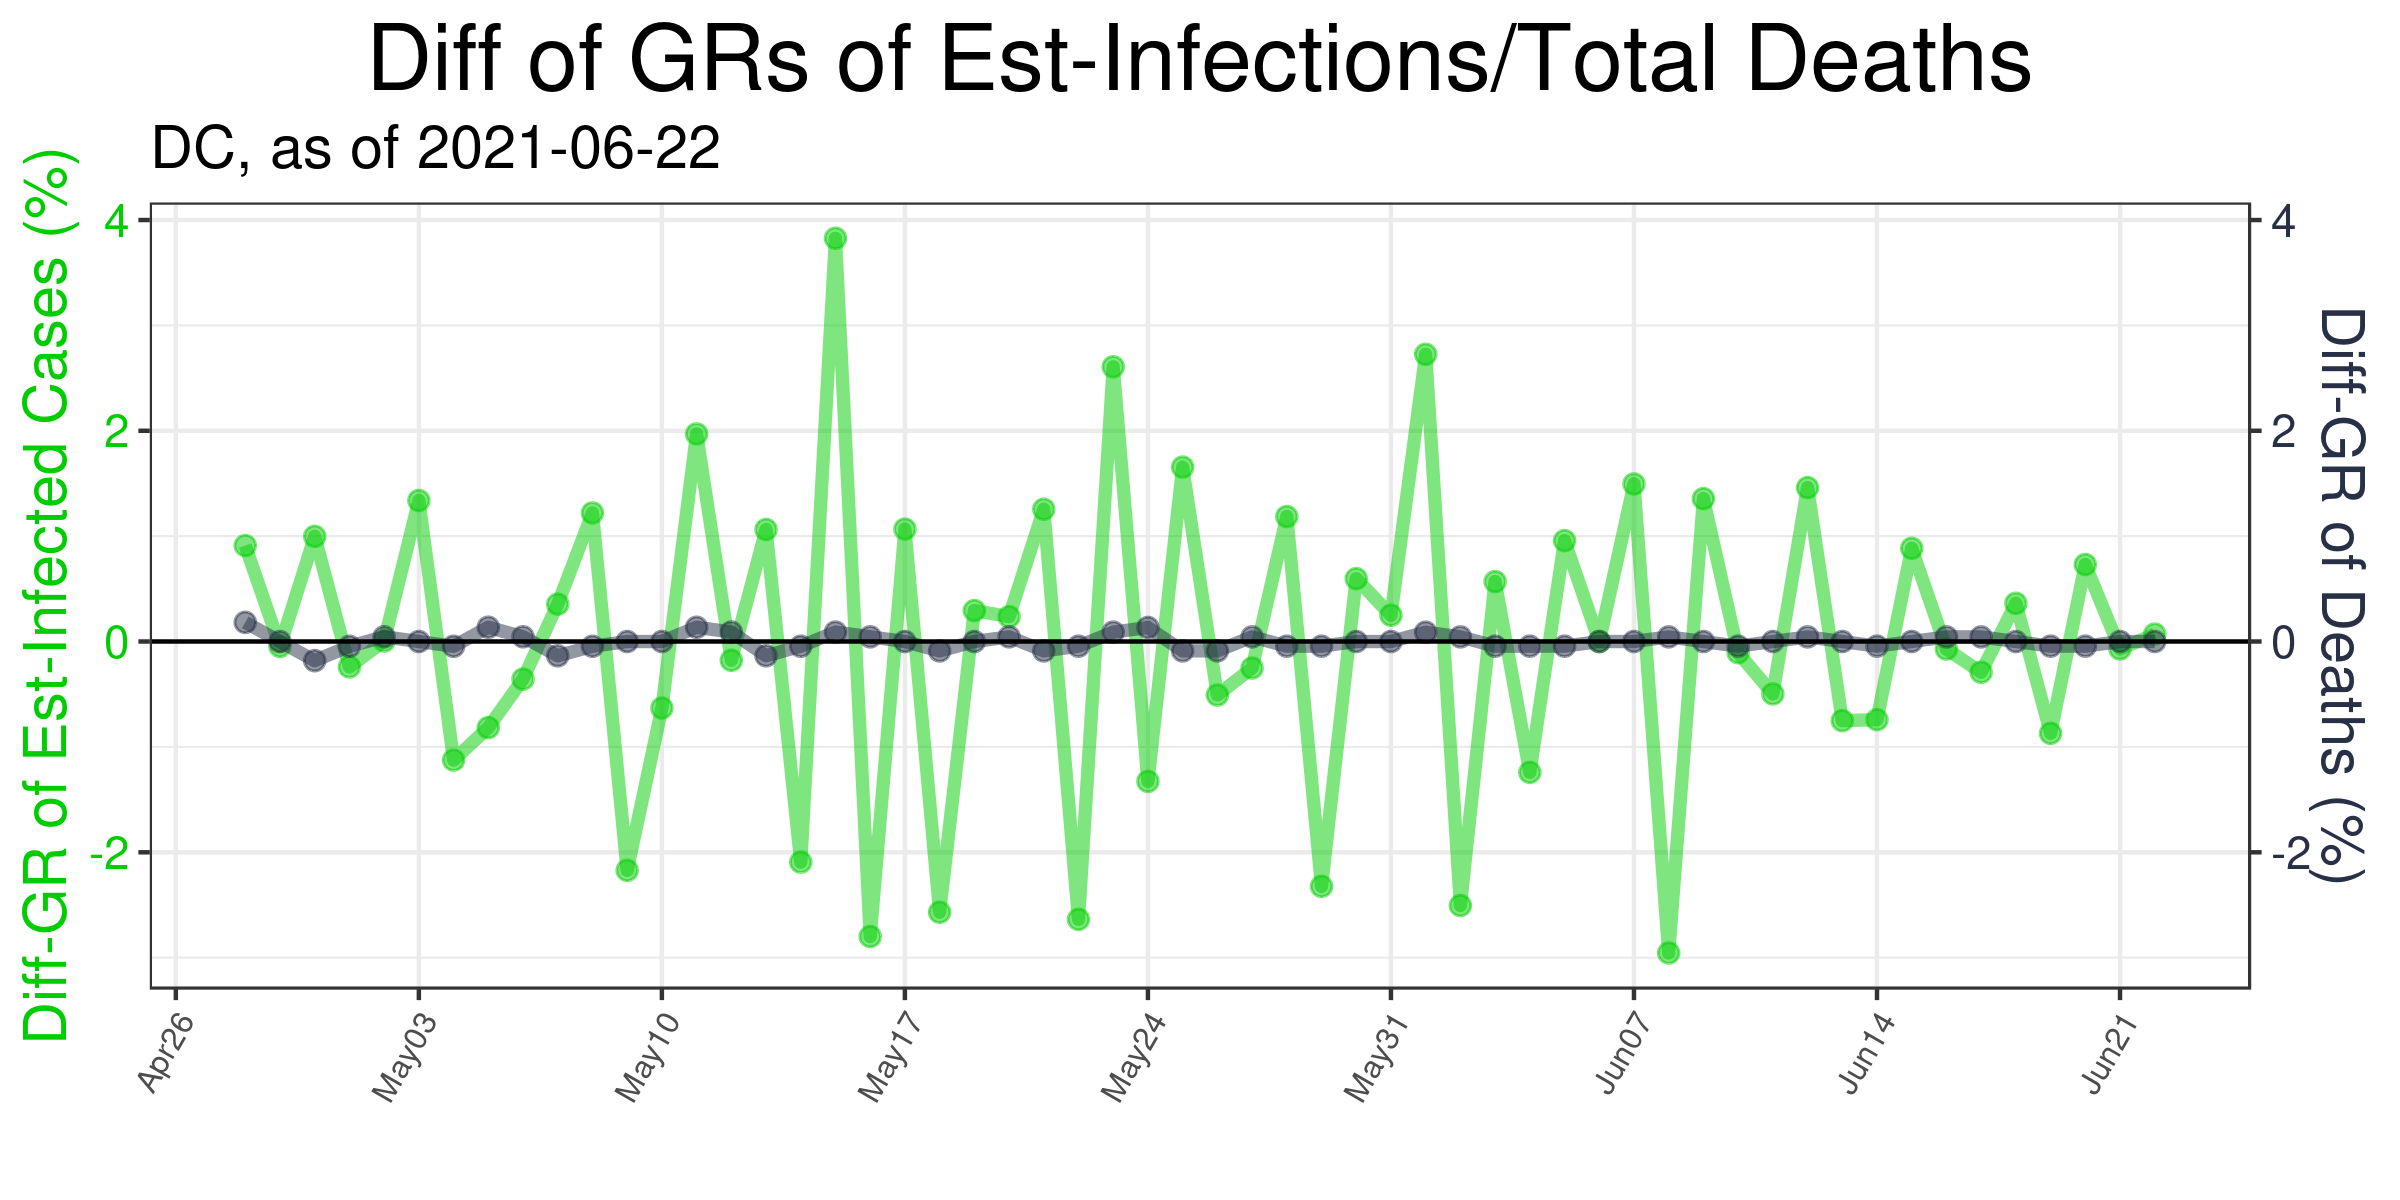 Diff of GRs of Est-Infections/Total Deaths
DC, as of 2021-06-22
Diff-GR of Est-Infected Cases (%)
4
2
0
-2
4
2
0
-2
Diff-GR of Deaths (%)
Apr26
May03
May10
May17
May24
May31
Jun07
Jun14
Jun21